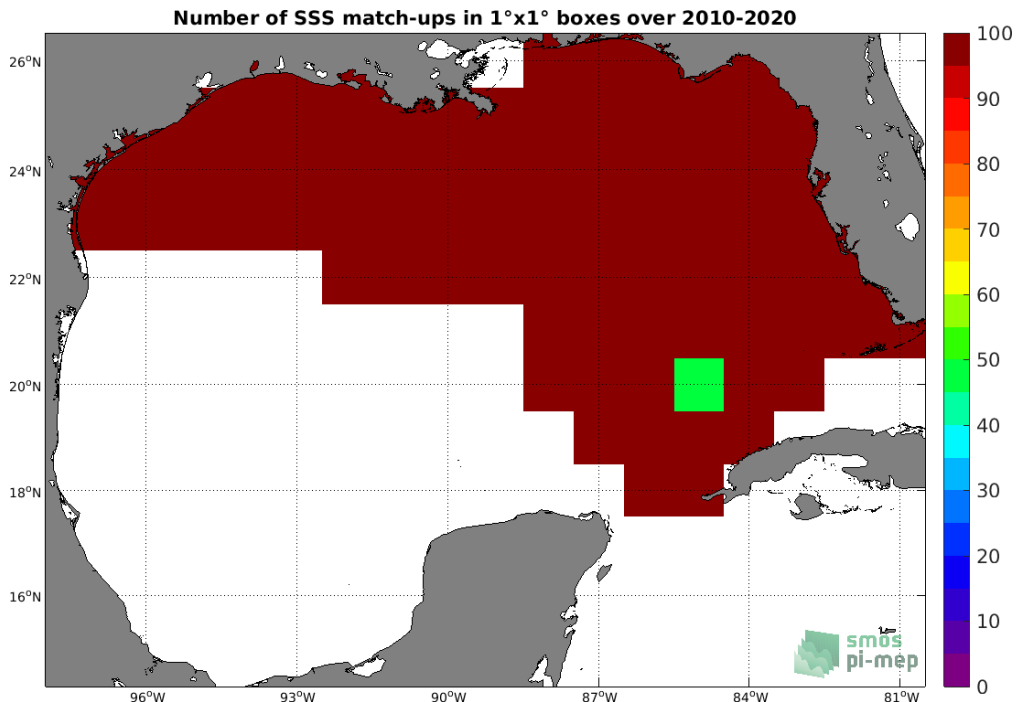 Number of SSS match-ups in 1°x1° boxes over 2010-2020
26°N
24°N
22°N
20°N
18°N
16°N
96°W
93°W
90°W
87°W
84°W
81°W
100
90
80
70
60
50
40
30
20
10
0
smos
pi-mep